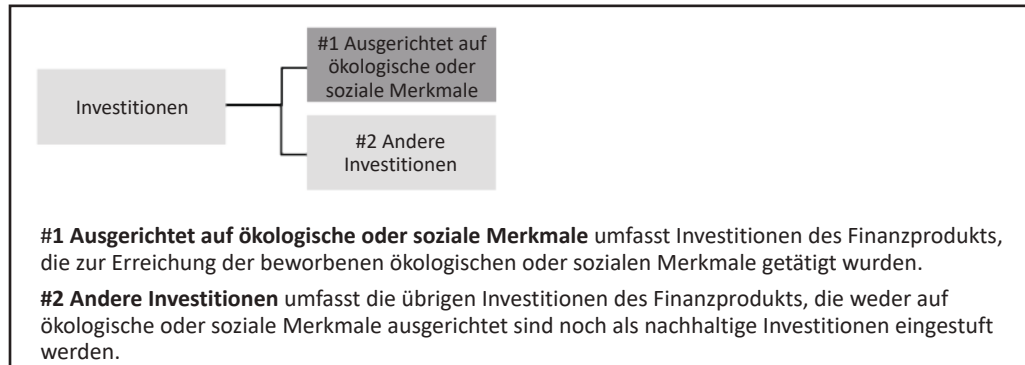 #1 Ausgerichtet auf
ökologische oder
soziale Merkmale
Investitionen
#2 Andere
Investitionen
#1 Ausgerichtet auf ökologische oder soziale Merkmale umfasst Investitionen des Finanzprodukts,
die zur Erreichung der beworbenen ökologischen oder sozialen Merkmale getätigt wurden.
#2 Andere Investitionen umfasst die übrigen Investitionen des Finanzprodukts, die weder auf
ökologische oder soziale Merkmale ausgerichtet sind noch als nachhaltige Investitionen eingestuft
werden.